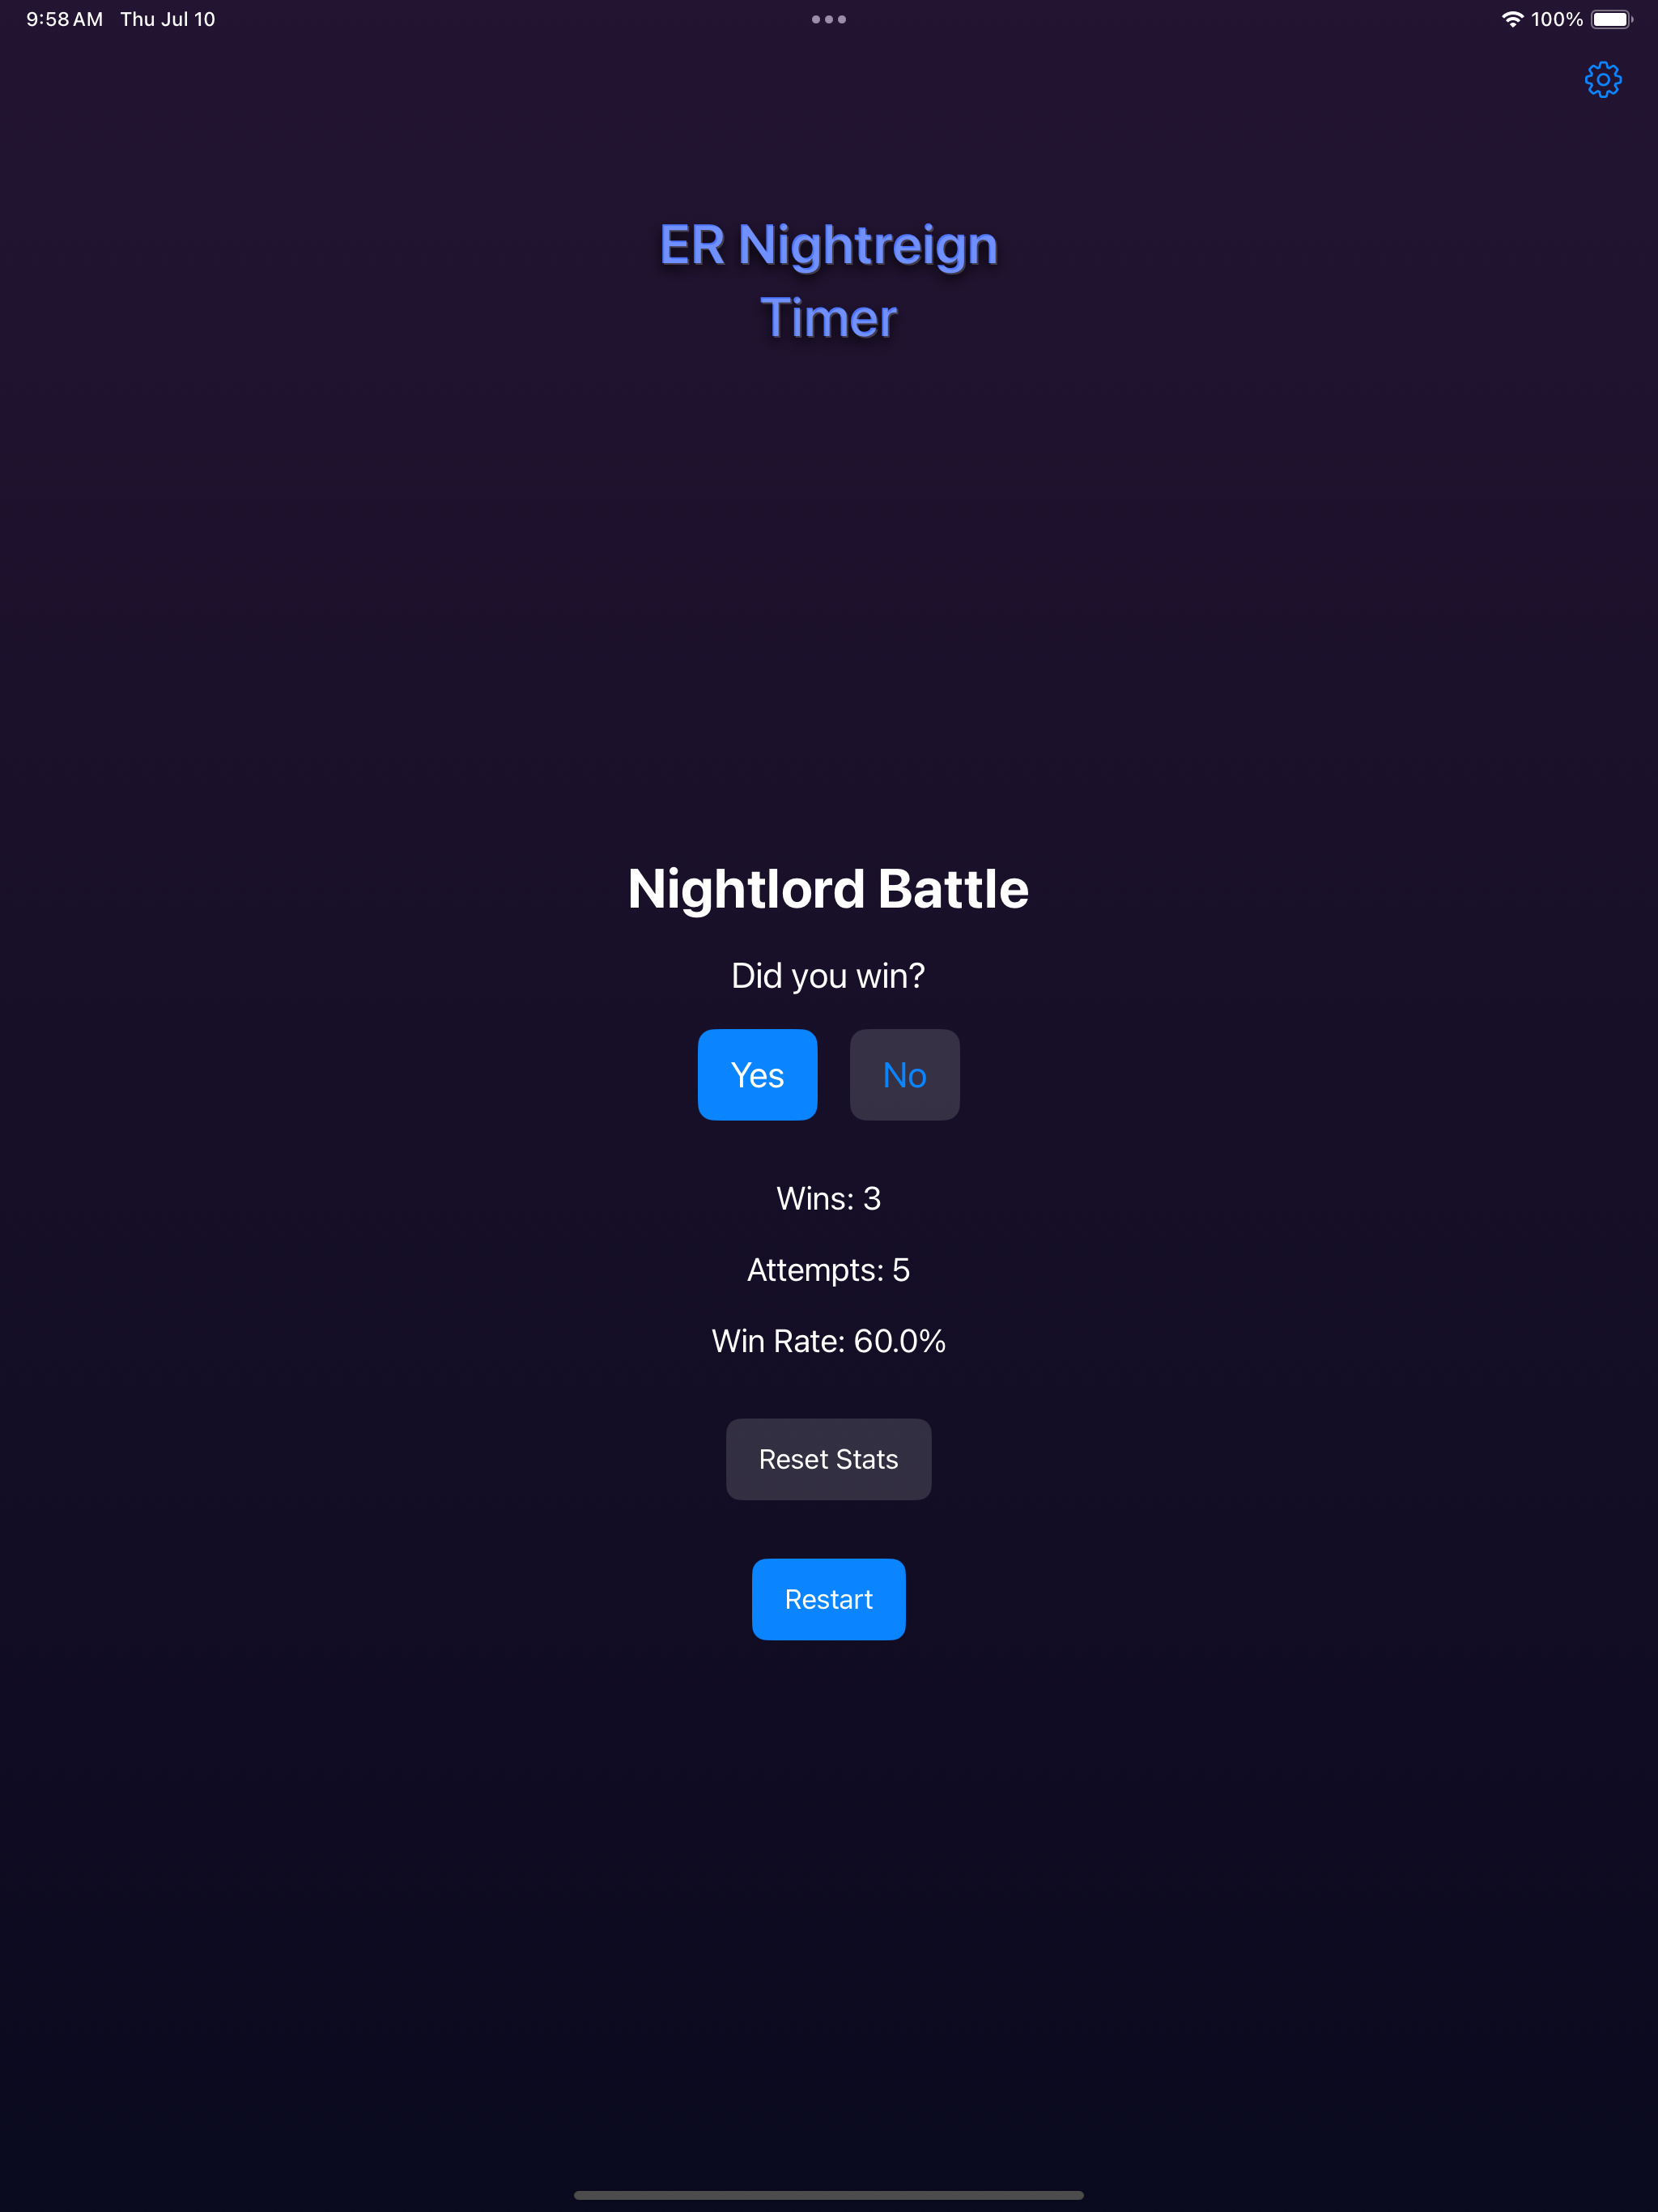 9:58 AM Thu Jul 10 100%
ER Nightreign
Timer
Nightlord Battle
Did you win?
Yes No
Wins: 3
Attempts: 5
Win Rate: 60.0%
Reset Stats
Restart